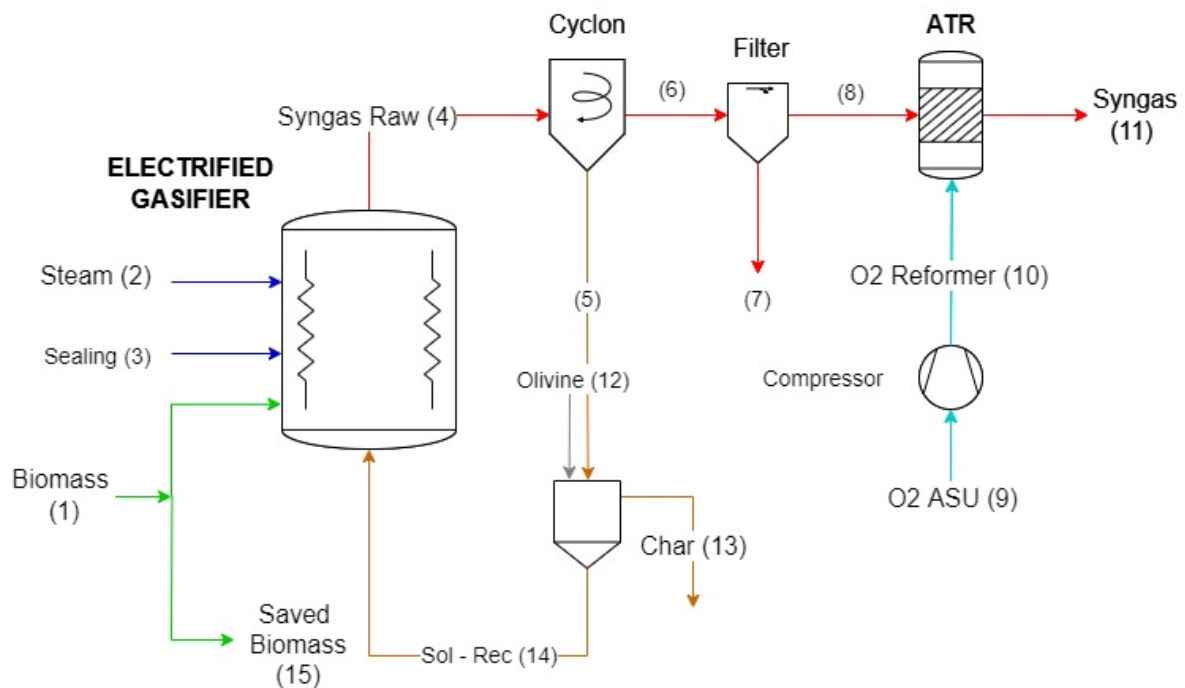 Cyclon
Filter
ATR
Syngas Raw (4)
(6)
(8)
Syngas
(11)
ELECTRIFIED
GASIFIER
Steam (2)
(5)
(7)
O2 Reformer (10)
Sealing (3)
Olivine (12)
Compressor
Biomass
(1)
O2 ASU (9)
Char (13)
Saved
Biomass
(15)
Sol - Rec (14)